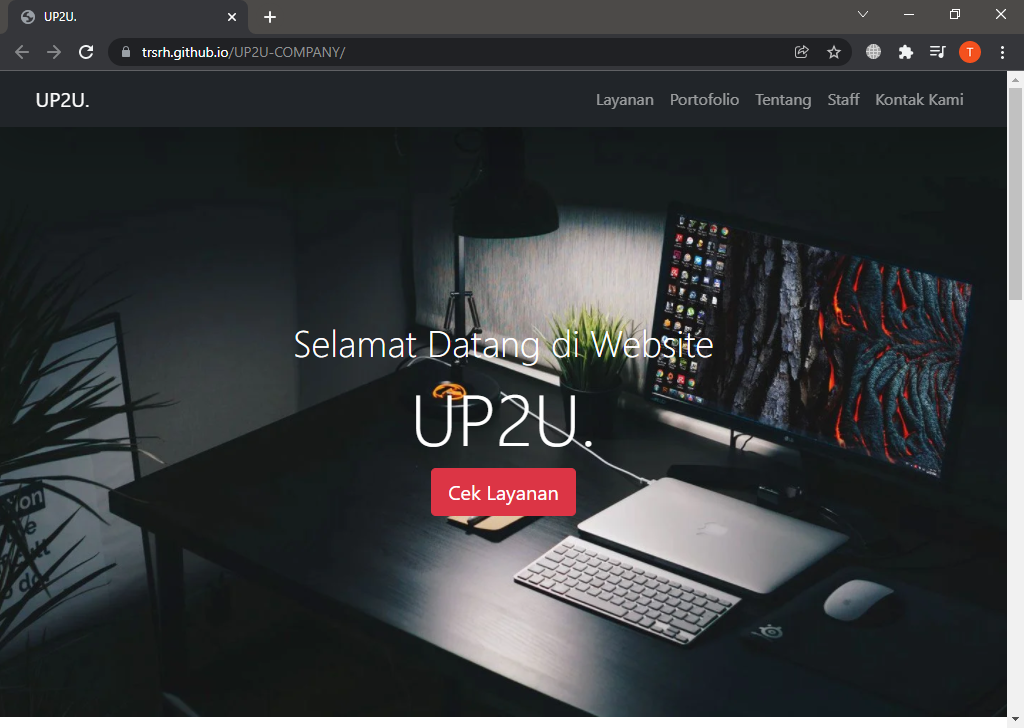 UP2U.
trsrh.github.io/UP2U-COMPANY/
T
UP2U.
Layanan Portofolio Tentang Staff Kontak Kami
Selamat Datang di Website
UP2U.
Cek Layanan